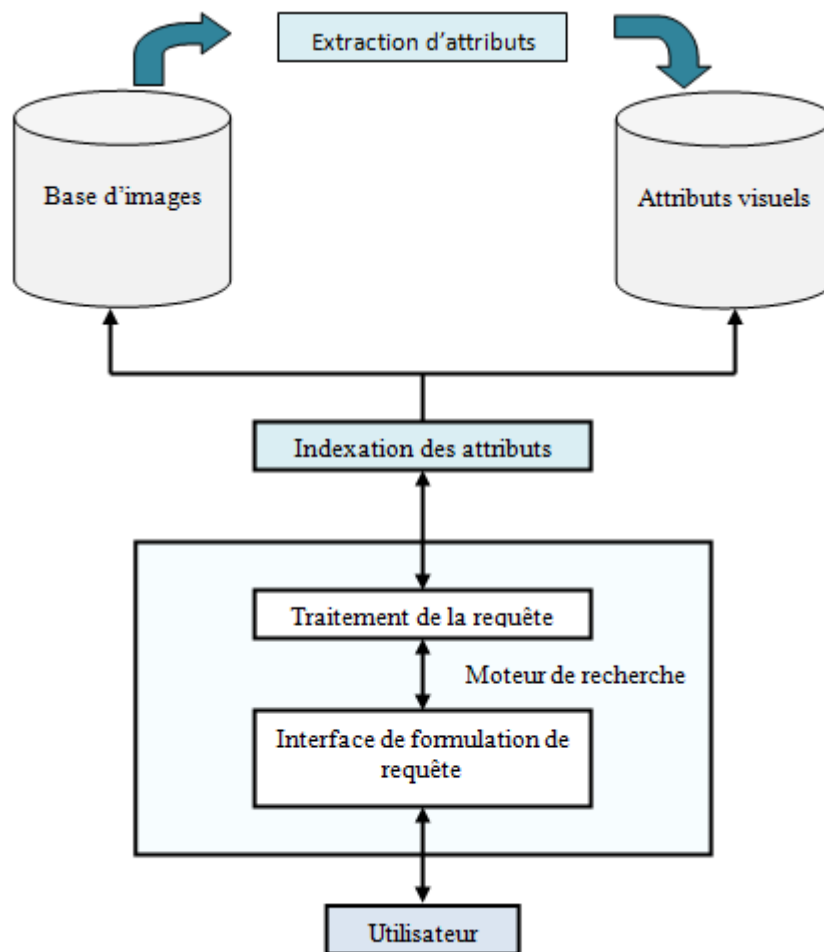 Extraction d'attributs
Base d'images
Attributs visuels
Indexation des attributs
Traitement de la requête
Moteur de recherche
Interface de formulation de
requête
Utilisateur